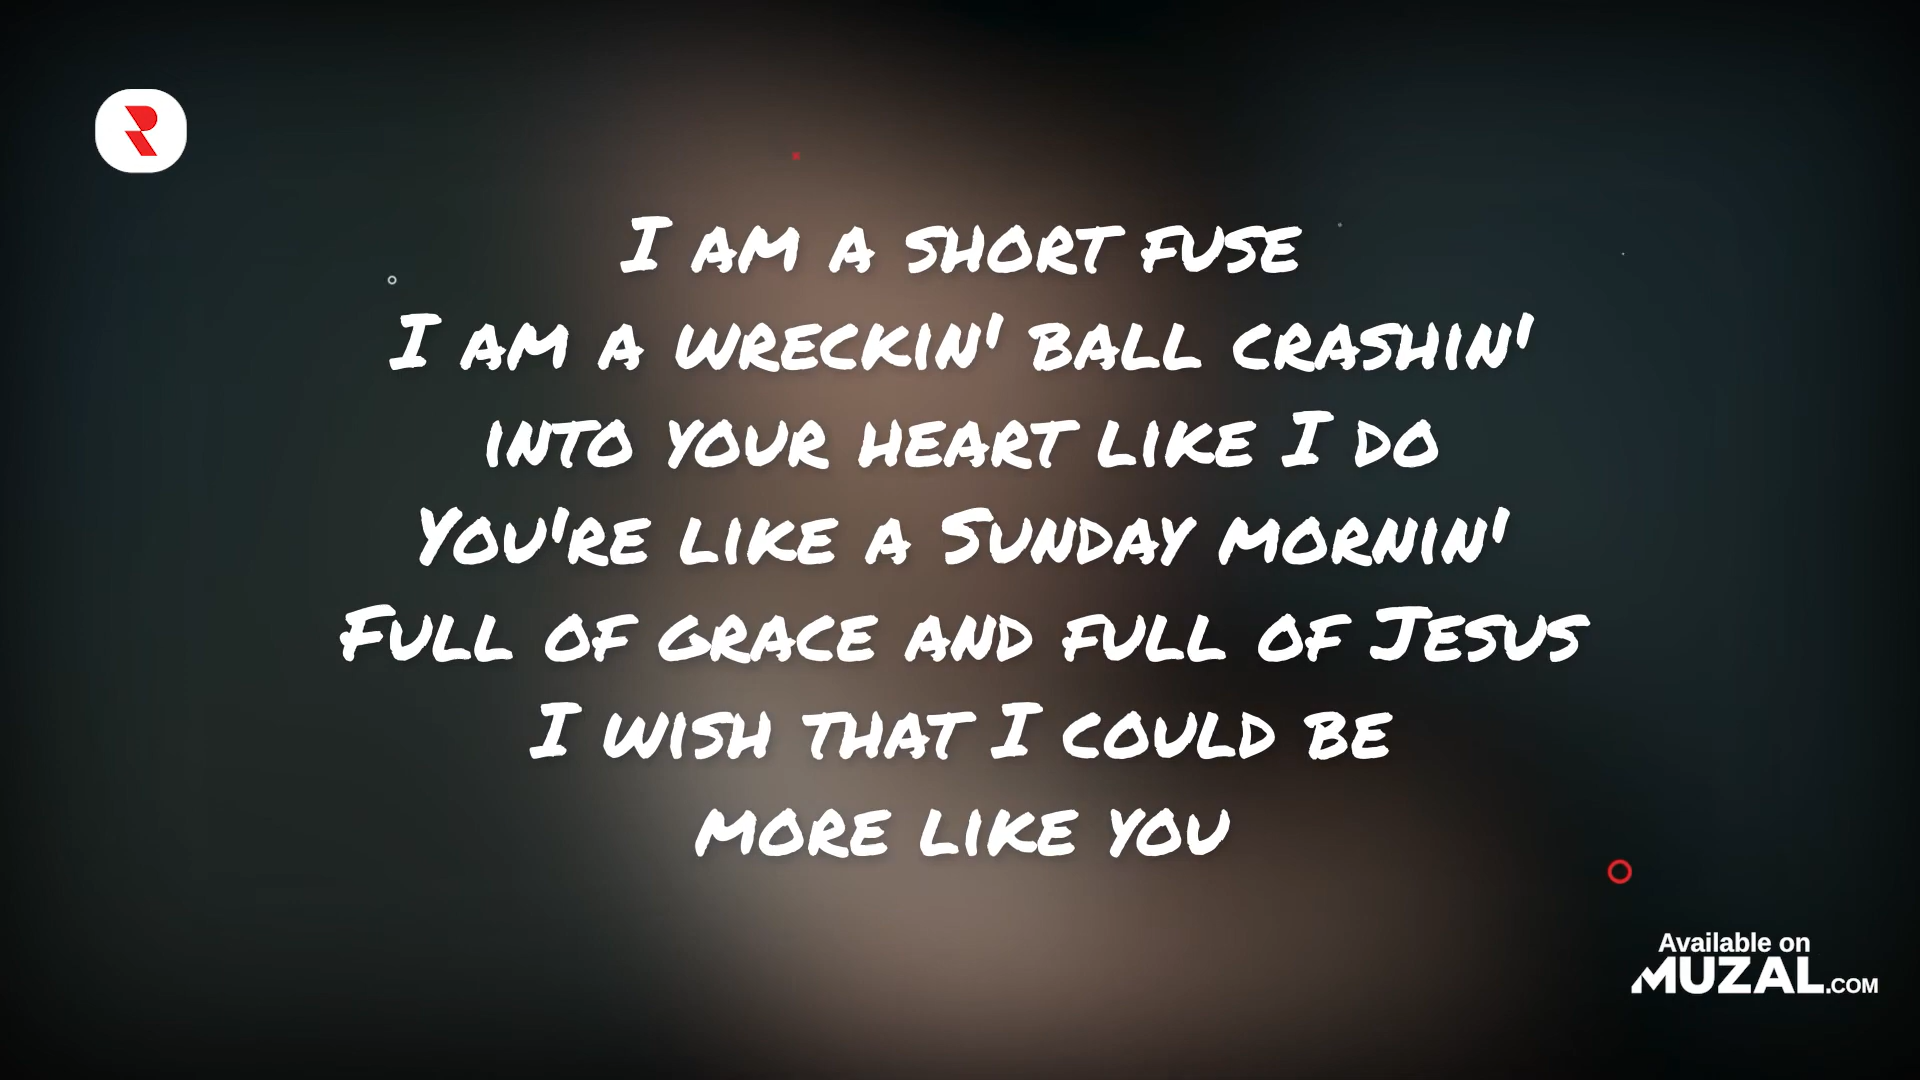 I am a short fuse
I am a wreckin' ball crashin'
into your heart like I do
You're like a Sunday mornin'
Full of grace and full of Jesus
I wish that I could be
more like you
Available on
MUZAL.COM